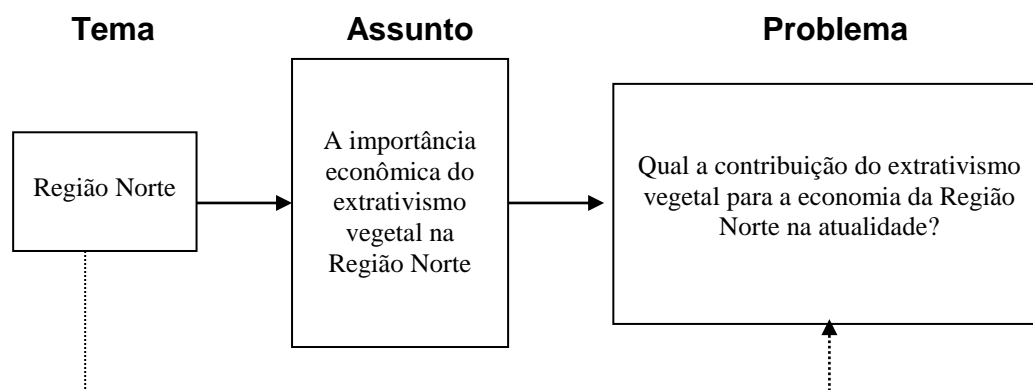 Tema
Assunto
Problema
Região Norte
A importância
econômica do
extrativismo
vegetal na
Região Norte
Qual a contribuição do extrativismo
vegetal para a economia da Região
Norte na atualidade?